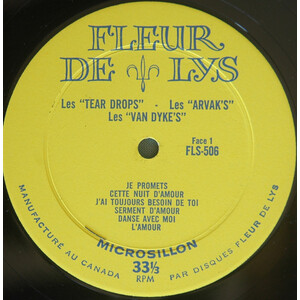 FLEUR
DE LYS
Les "TEAR DROPS" - Les "ARVAK'S"
Les "VAN DYKE'S"
Face 1
FLS-506
JE PROMETS
CETTE NUIT D'AMOUR
J'AI TOUJOURS BESOIN DE TOI
SERMENT D'AMOUR
DANSE AVEC MOI
L'AMOUR
MICROSILLON
33⅓
RPM
MANUFACTURÉ AU CANADA
PAR DISQUES FLEUR DE LYS